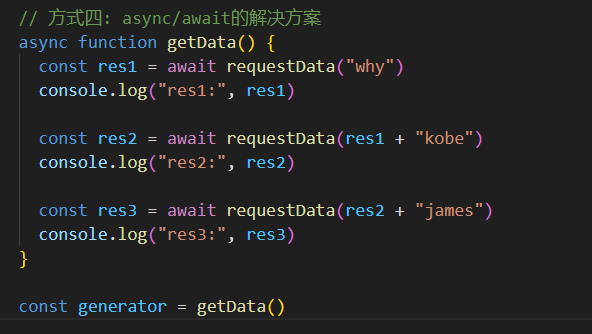 // 方式四: async/await的解决方案
async function getData() {
  const res1 = await requestData("why")
  console.log("res1:", res1)

  const res2 = await requestData(res1 + "kobe")
  console.log("res2:", res2)

  const res3 = await requestData(res2 + "james")
  console.log("res3:", res3)
}

const generator = getData()